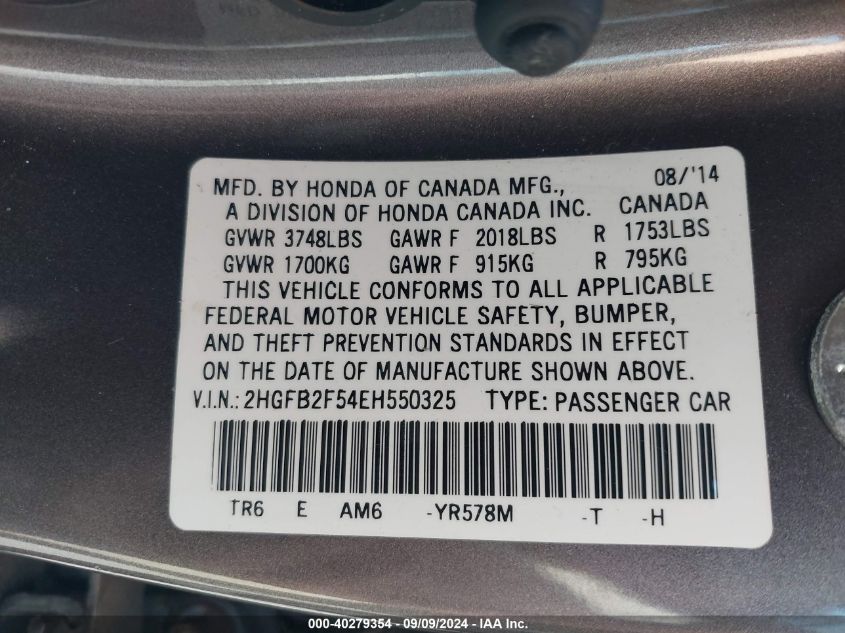 MFD. BY HONDA OF CANADA MFG., 08/'14
A DIVISION OF HONDA CANADA INC. CANADA
GVWR 3748LBS GAWR F 2018LBS R 1753LBS
GVWR 1700KG GAWR F 915KG R 795KG
THIS VEHICLE CONFORMS TO ALL APPLICABLE
FEDERAL MOTOR VEHICLE SAFETY, BUMPER,
AND THEFT PREVENTION STANDARDS IN EFFECT
ON THE DATE OF MANUFACTURE SHOWN ABOVE.
V.I.N.: 2HGFB2F54EH550325 TYPE: PASSENGER CAR
TR6 E AM6 -YR578M -T -H
000-40279354 - 09/09/2024 - IAA Inc.